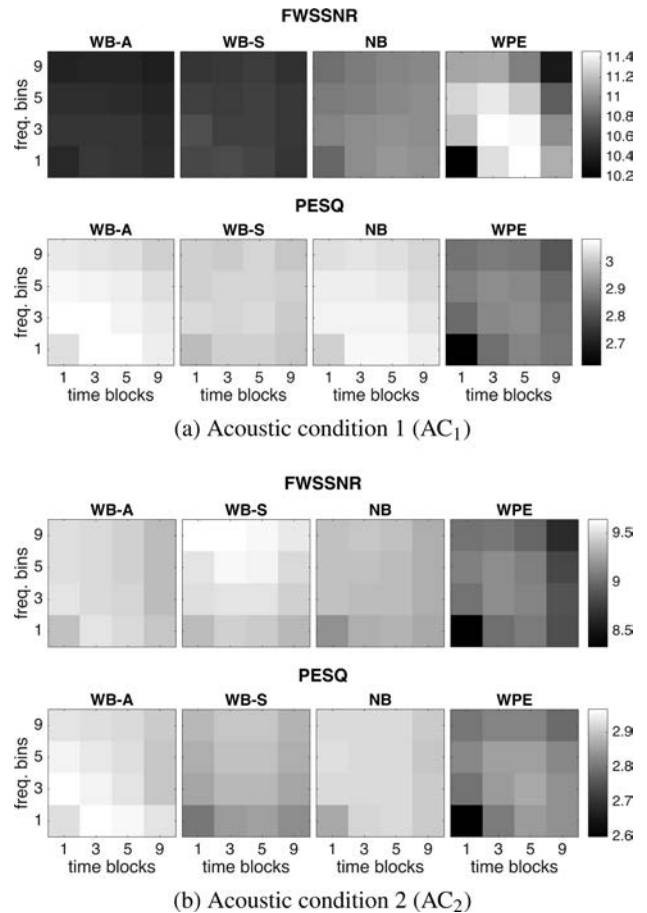 FWSSNR
WB-A WB-S NB WPE
freq. bins
9
5
3
1
11.4
11.2
11
10.8
10.6
10.4
10.2
PESQ
WB-A WB-S NB WPE
freq. bins
9
5
3
1
3
2.9
2.8
2.7
1 3 5 9 1 3 5 9 1 3 5 9 1 3 5 9
time blocks time blocks time blocks time blocks
(a) Acoustic condition 1 (AC₁)
FWSSNR
WB-A WB-S NB WPE
freq. bins
9
5
3
1
9.5
9
8.5
PESQ
WB-A WB-S NB WPE
freq. bins
9
5
3
1
2.9
2.8
2.7
2.6
1 3 5 9 1 3 5 9 1 3 5 9 1 3 5 9
time blocks time blocks time blocks time blocks
(b) Acoustic condition 2 (AC₂)